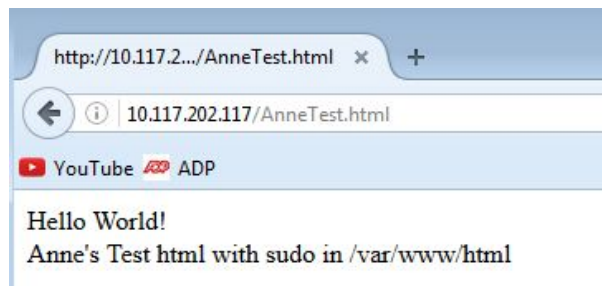 http://10.117.2.../AnneTest.html × +
10.117.202.117/AnneTest.html
YouTube ADP
Hello World!
Anne's Test html with sudo in /var/www/html